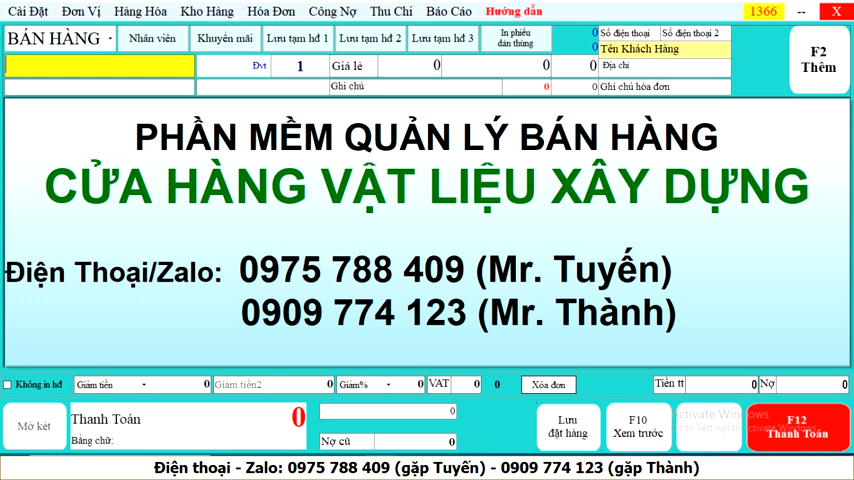 Cài Đặt Đơn Vị Hàng Hóa Kho Hàng Hóa Đơn Công Nợ Thu Chi Báo Cáo Hướng dẫn 1366 -- X
BÁN HÀNG Nhân viên Khuyến mãi Lưu tạm hđ 1 Lưu tạm hđ 2 Lưu tạm hđ 3 In phiếu dán thùng 0 Số điện thoại Số điện thoại 2
0 Tên Khách Hàng
F2 Thêm
Đvt 1 Giá lẻ 0 0 0 Địa chỉ
Ghi chú 0 0 Ghi chú hóa đơn
PHẦN MỀM QUẢN LÝ BÁN HÀNG
CỬA HÀNG VẬT LIỆU XÂY DỰNG
Điện Thoại/Zalo: 0975 788 409 (Mr. Tuyến)
0909 774 123 (Mr. Thành)
Không in hđ Giảm tiền 0 Giảm tiền2 0 Giảm% 0 VAT 0 0 Xóa đơn Tiền tt 0 Nợ 0
Mở két Thanh Toán 0 0 Lưu đặt hàng F10 Xem trước F12 Thanh Toán
Bằng chữ: Nợ cũ 0
Activate Windows
Go to Settings to activate Windows.
Điện thoại - Zalo: 0975 788 409 (gặp Tuyến) - 0909 774 123 (gặp Thành)